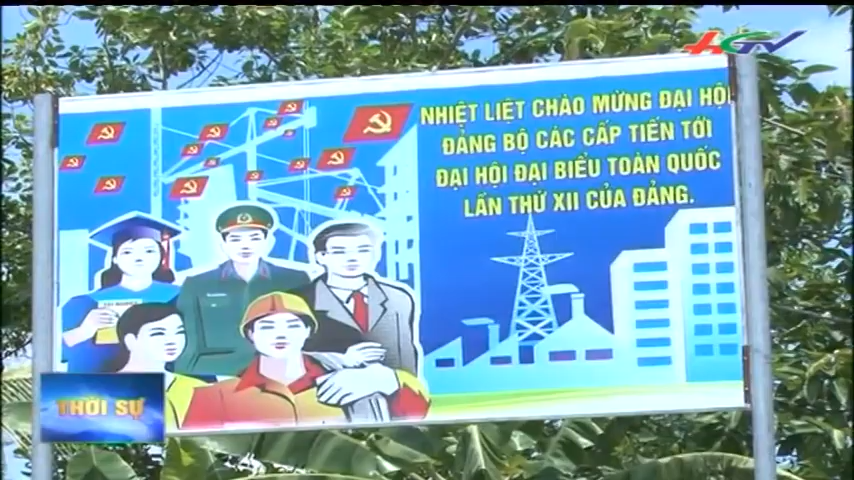 HGTV
NHIỆT LIỆT CHÀO MỪNG ĐẠI HỘI
ĐẢNG BỘ CÁC CẤP TIẾN TỚI
ĐẠI HỘI ĐẠI BIỂU TOÀN QUỐC
LẦN THỨ XII CỦA ĐẢNG.
THỜI SỰ